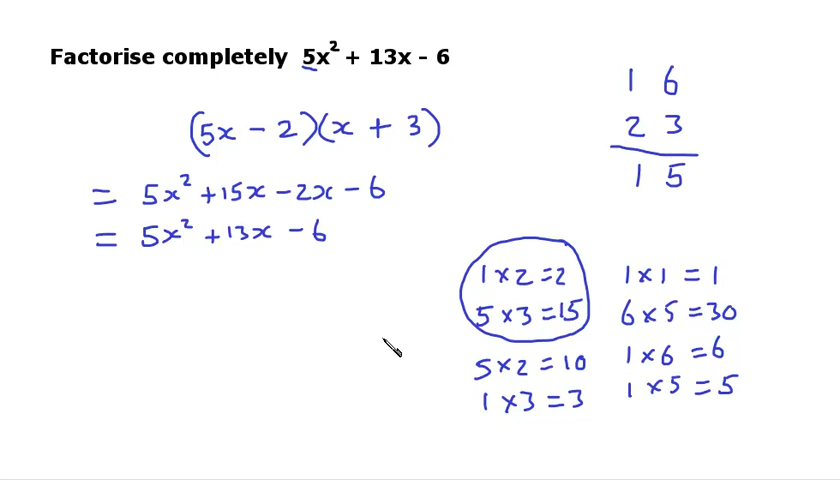 Factorise completely 5x² + 13x - 6
1 6
2 3
1 5
(5x - 2)(x + 3)
= 5x² + 15x - 2x - 6
= 5x² + 13x - 6
1 × 2 = 2
5 × 3 = 15
5 × 2 = 10
1 × 3 = 3
1 × 1 = 1
6 × 5 = 30
1 × 6 = 6
1 × 5 = 5